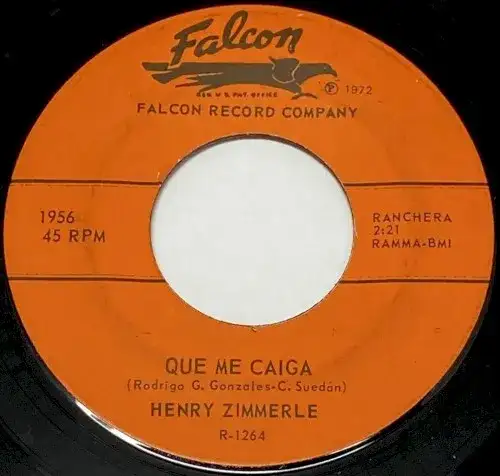 Falcon
REG. U.S. PAT. OFFICE
Ⓟ 1972
FALCON RECORD COMPANY
1956
45 RPM
RANCHERA
2:21
RAMMA-BMI
QUE ME CAIGA
(Rodrigo G. Gonzales-C. Suedán)
HENRY ZIMMERLE
R-1264